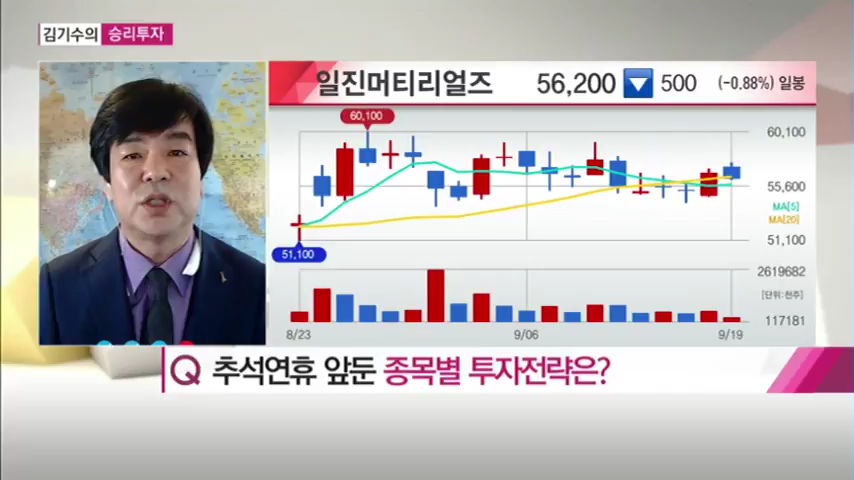 김기수의 승리투자
일진머티리얼즈 56,200 ▼ 500 (-0.88%) 일봉
60,100
60,100
55,600
MA[5]
MA[20]
51,100
51,100
2619682
[단위:천주]
117181
8/23 9/06 9/19
Q 추석연휴 앞둔 종목별 투자전략은?